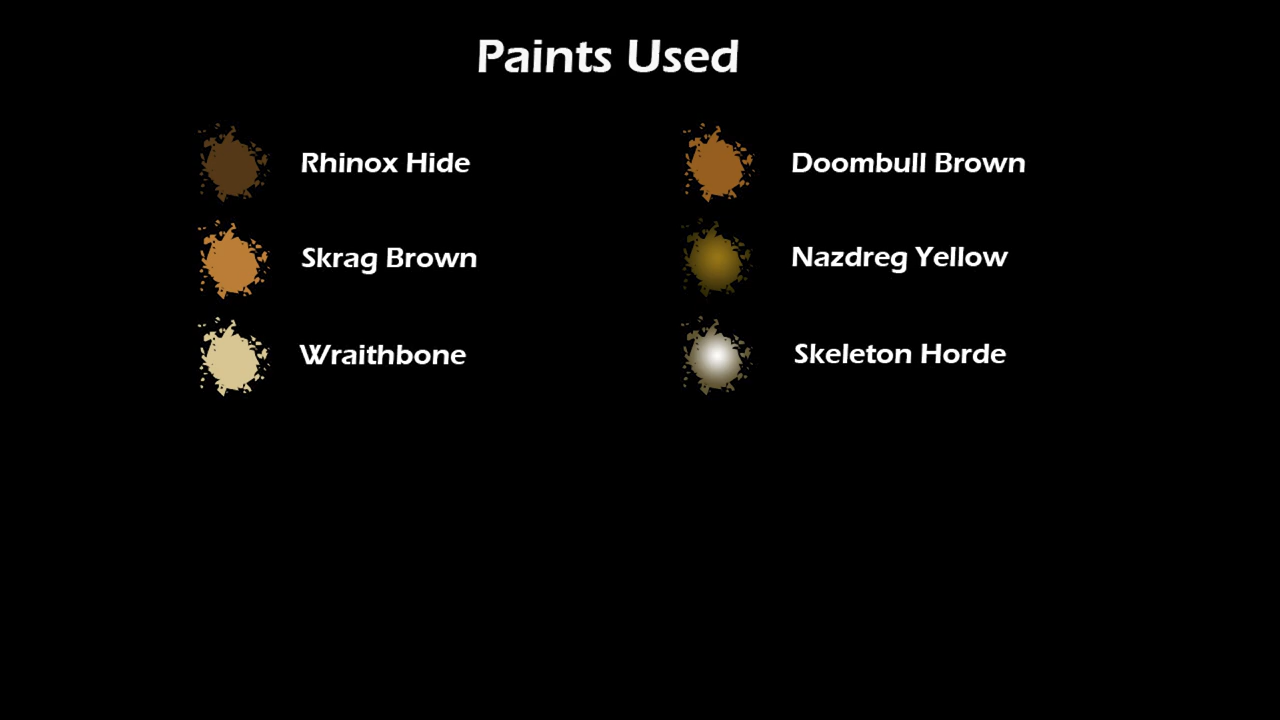 Paints Used
Rhinox Hide
Doombull Brown
Skrag Brown
Nazdreg Yellow
Wraithbone
Skeleton Horde